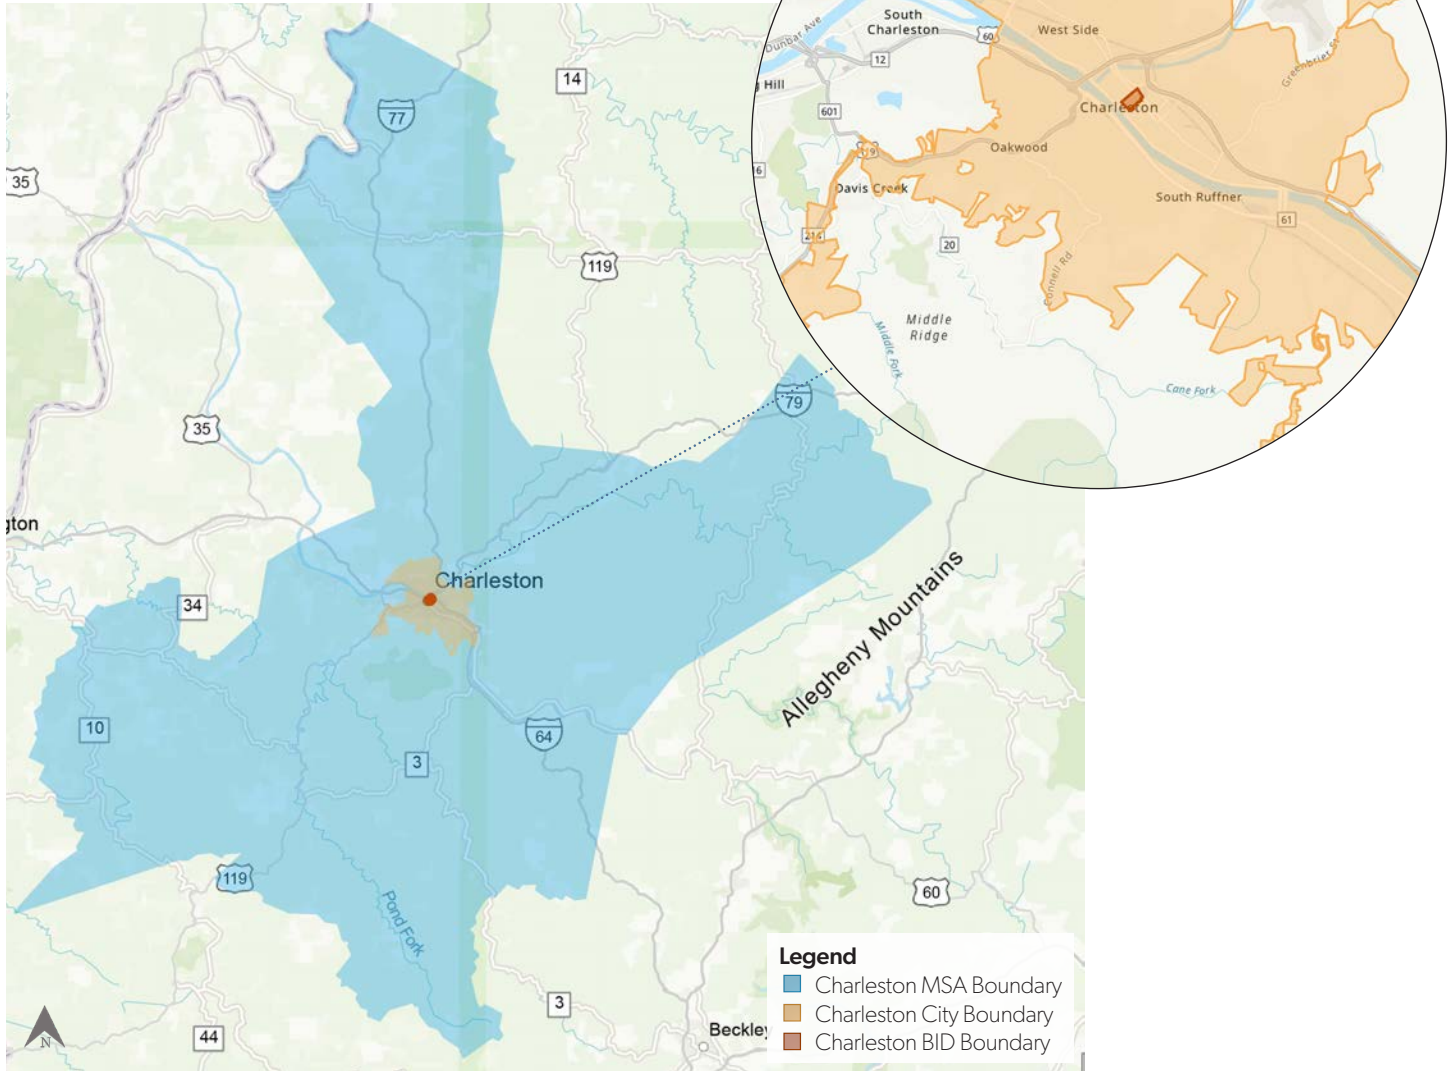 South
Charleston
West Side
Dunbar Ave
60
12
Greenbrier St
Hill
601
Charleston
Oakwood
Davis Creek
South Ruffner
61
20
Connell Rd
Middle
Ridge
Middle Fork
Cane Fork
14
77
35
119
79
35
Charleston
34
Allegheny Mountains
10
64
3
119
60
Pond Fork
3
44
Beckley
N
Legend
Charleston MSA Boundary
Charleston City Boundary
Charleston BID Boundary